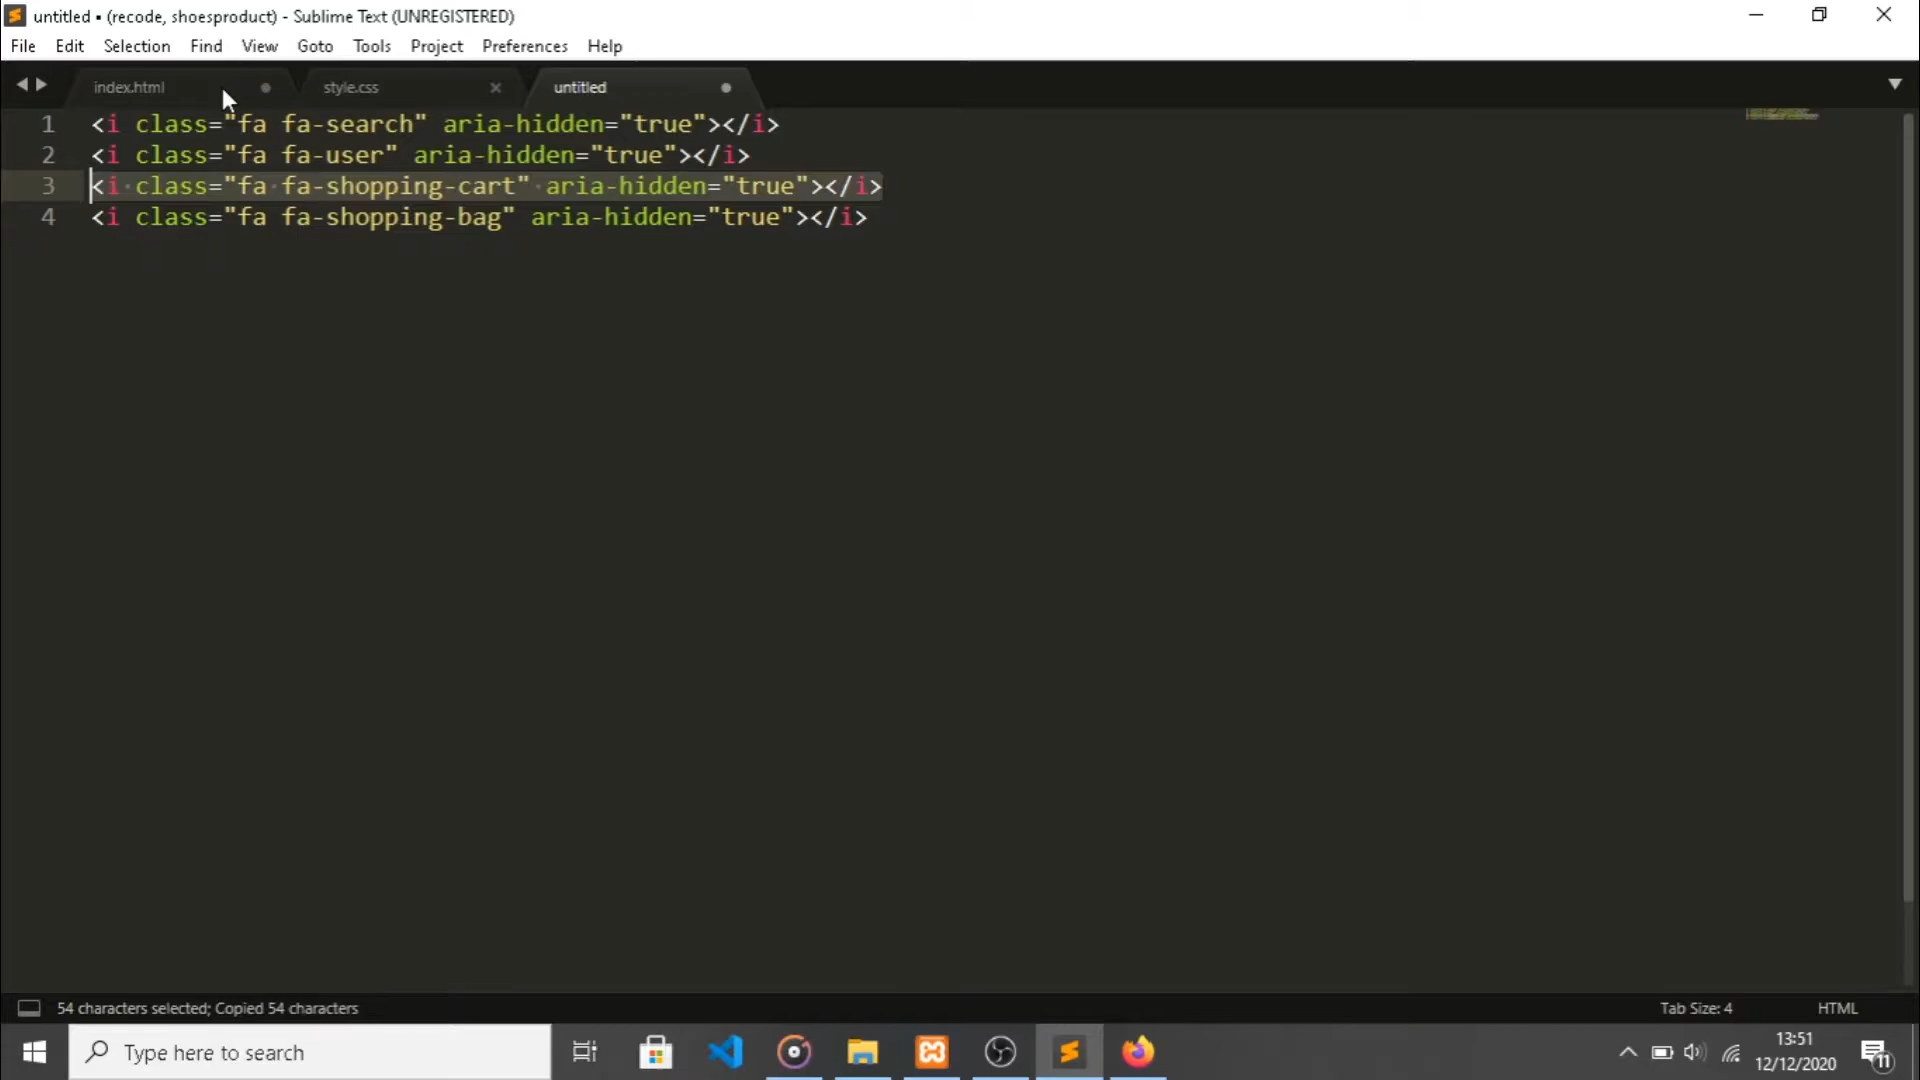 untitled • (recode, shoesproduct) - Sublime Text (UNREGISTERED)
File Edit Selection Find View Goto Tools Project Preferences Help
index.html style.css untitled
1 <i class="fa fa-search" aria-hidden="true"></i>
2 <i class="fa fa-user" aria-hidden="true"></i>
3 <i class="fa fa-shopping-cart" aria-hidden="true"></i>
4 <i class="fa fa-shopping-bag" aria-hidden="true"></i>
54 characters selected; Copied 54 characters Tab Size: 4 HTML
Type here to search 13:51
12/12/2020 11